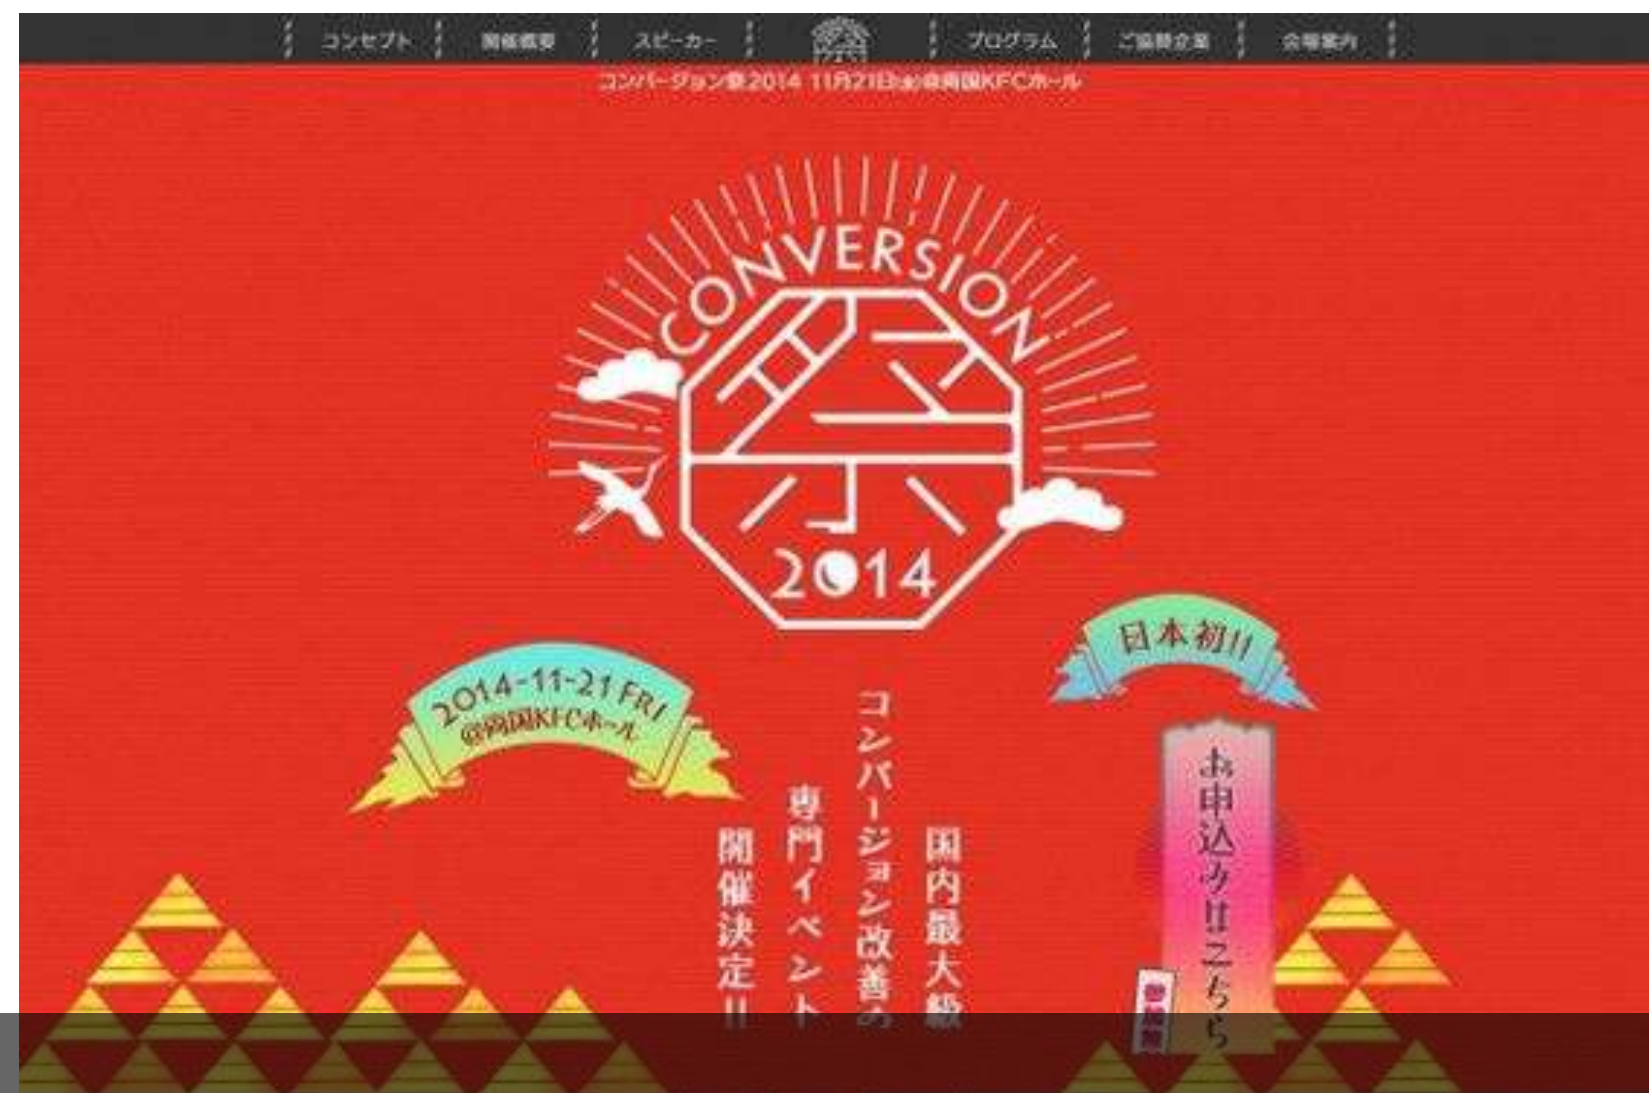 コンセプト
開催概要
スピーカー
プログラム
ご協賛企業
会場案内
コンバージョン祭2014 11月21日(金)@両国KFCホール
CONVERSION
祭
2014
日本初!!
2014-11-21 FRI
@両国KFCホール
国内最大級
コンバージョン改善の
専門イベント
開催決定!!
お申込みはこちら